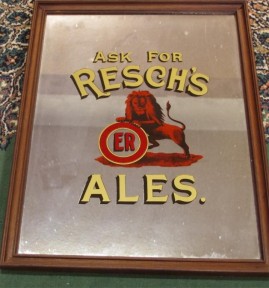 ASK FOR
RESCH'S
ER
ALES.